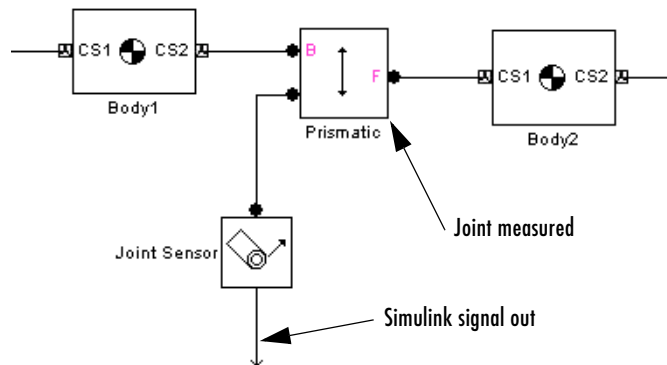 CS1 CS2
Body1
B
F
Prismatic
CS1 CS2
Body2
Joint measured
Joint Sensor
Simulink signal out